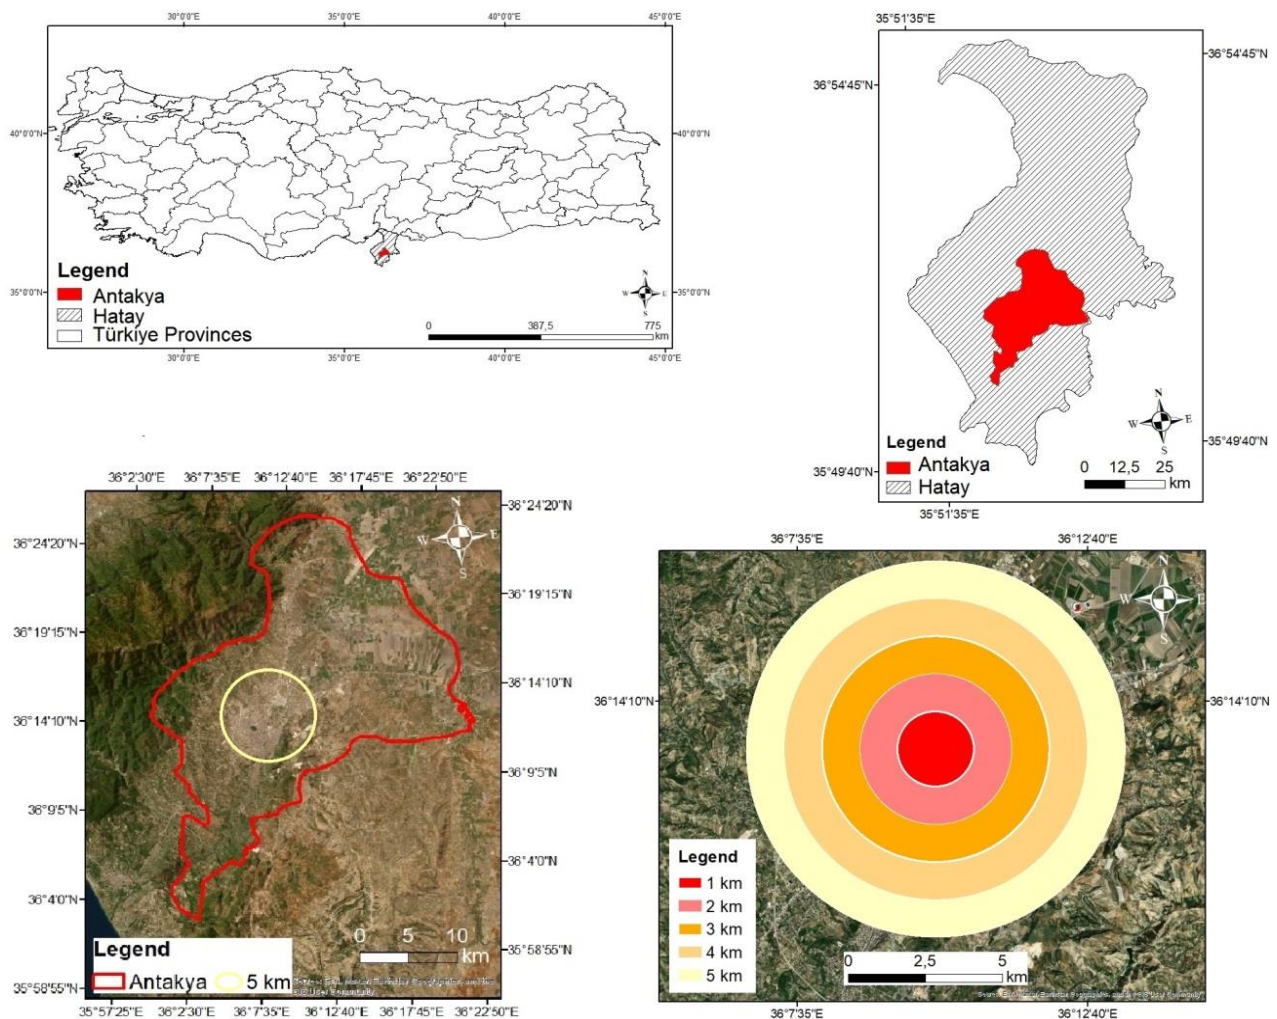 30°0'0"E
35°0'0"E
40°0'0"E
45°0'0"E
40°0'0"N
40°0'0"N
35°0'0"N
35°0'0"N
Legend
Antakya
Hatay
Türkiye Provinces
N
W
E
S
0
387,5
775
km
30°0'0"E
35°0'0"E
40°0'0"E
45°0'0"E
35°51'35"E
36°54'45"N
36°54'45"N
N
W
E
S
Legend
Antakya
Hatay
0
12,5
25
km
35°49'40"N
35°49'40"N
35°51'35"E
36°2'30"E
36°7'35"E
36°12'40"E
36°17'45"E
36°22'50"E
36°24'20"N
36°24'20"N
N
W
E
S
36°19'15"N
36°19'15"N
36°14'10"N
36°14'10"N
36°9'5"N
36°9'5"N
36°4'0"N
36°4'0"N
35°58'55"N
35°58'55"N
Legend
Antakya
5 km
0
5
10
km
35°57'25"E
36°2'30"E
36°7'35"E
36°12'40"E
36°17'45"E
36°22'50"E
36°7'35"E
36°12'40"E
N
W
E
S
36°14'10"N
36°14'10"N
Legend
1 km
2 km
3 km
4 km
5 km
0
2,5
5
km
36°7'35"E
36°12'40"E